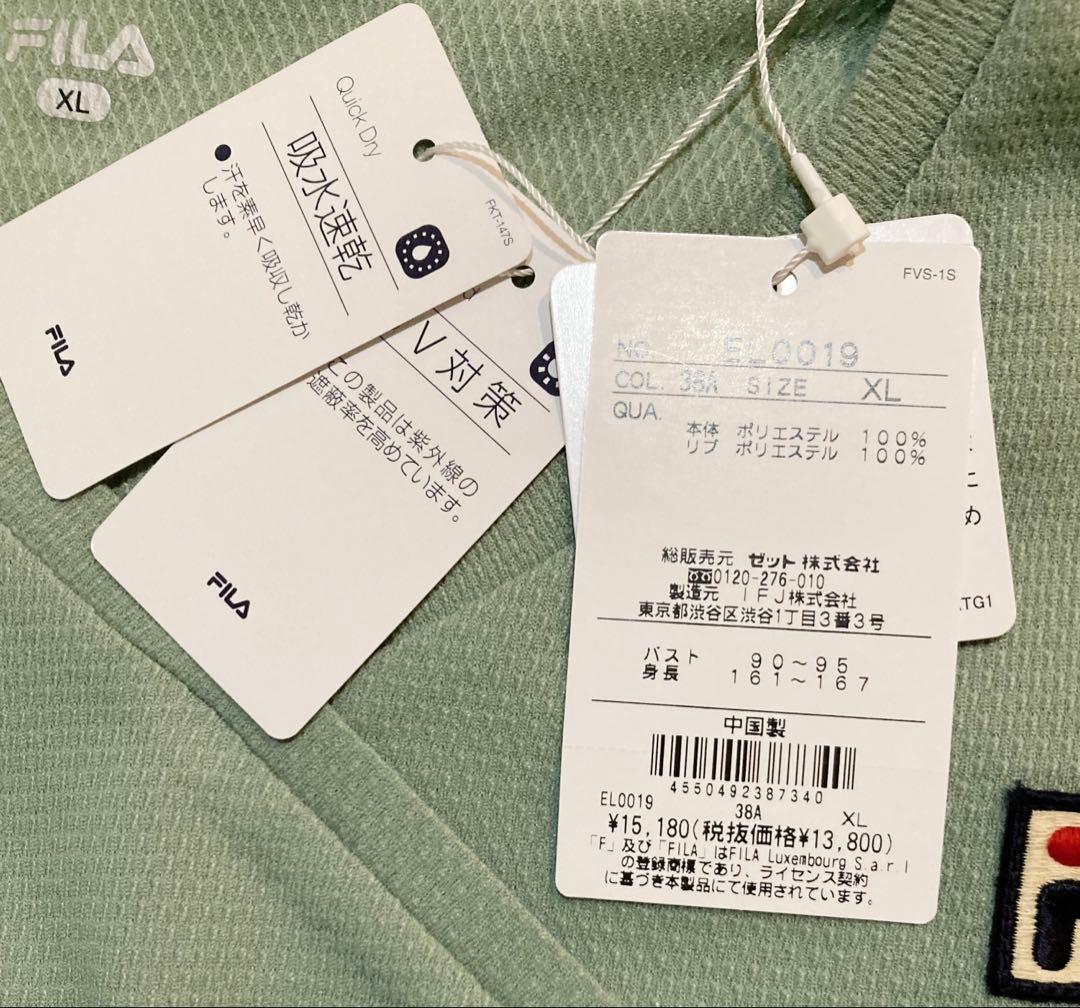 FILA
XL
Quick Dry
吸水速乾
●汗を素早く吸収し乾か
します。
FILA
FKT-147S
V対策
この製品は紫外線の
遮蔽率を高めています。
FILA
FVS-1S
NO. EL0019
COL. 38A SIZE XL
QUA.
本体 ポリエステル 100%
リブ ポリエステル 100%
総販売元 ゼット株式会社
0120-276-010
製造元 IFJ株式会社
東京都渋谷区渋谷1丁目3番3号
バスト 90～95
身長 161～167
中国製
4550492387340
EL0019
38A XL
¥15,180(税抜価格¥13,800)
「F」及び「FILA」はFILA Luxembourg S.a.r.l
の登録商標であり、ライセンス契約
に基づき本製品にて使用されています。
に
め
TG1